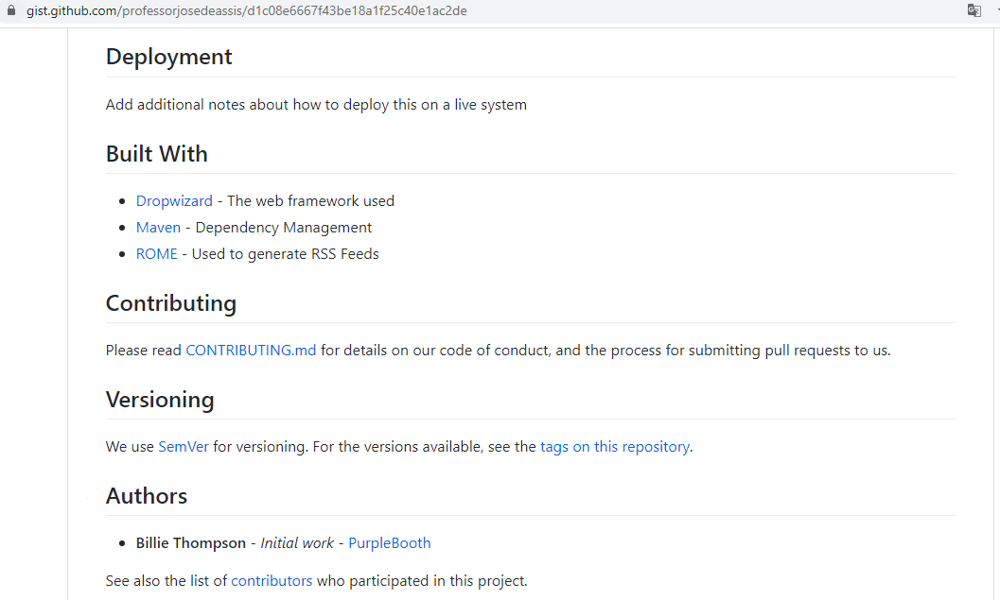 gist.github.com/professorjosedeassis/d1c08e6667f43be18a1f25c40e1ac2de
Deployment
Add additional notes about how to deploy this on a live system
Built With
Dropwizard - The web framework used
Maven - Dependency Management
ROME - Used to generate RSS Feeds
Contributing
Please read CONTRIBUTING.md for details on our code of conduct, and the process for submitting pull requests to us.
Versioning
We use SemVer for versioning. For the versions available, see the tags on this repository.
Authors
Billie Thompson - Initial work - PurpleBooth
See also the list of contributors who participated in this project.